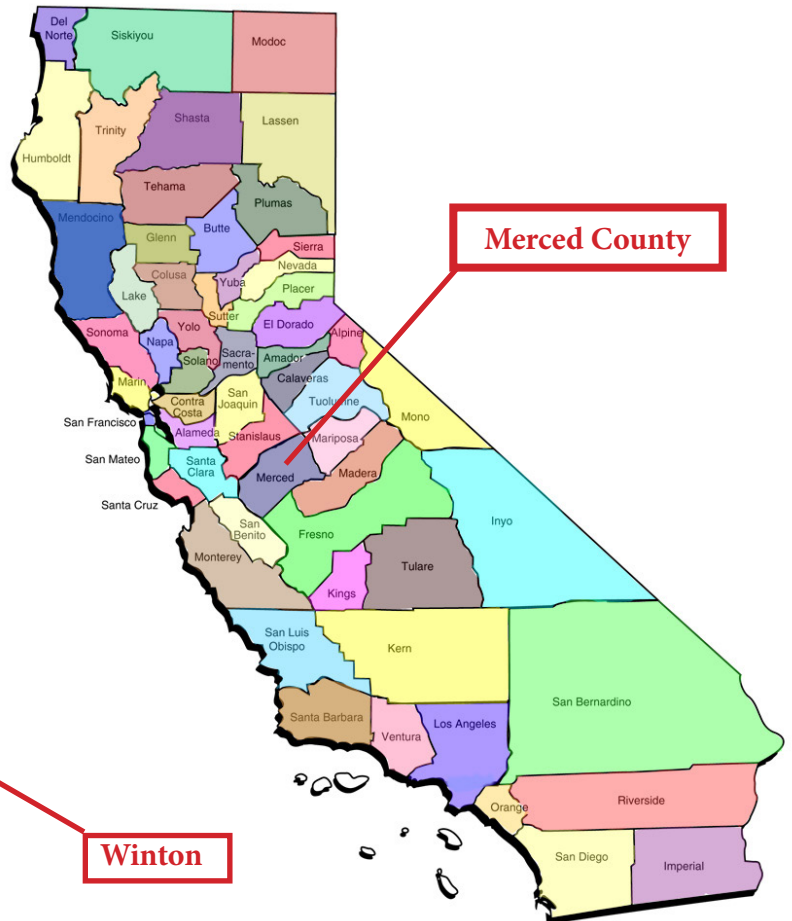 Del
Norte
Siskiyou
Modoc
Humboldt
Trinity
Shasta
Lassen
Tehama
Plumas
Mendocino
Glenn
Butte
Sierra
Nevada
Placer
Lake
Colusa
Yuba
Sutter
Merced County
Sonoma
Napa
Yolo
Solano
Sacra-
mento
El Dorado
Alpine
Amador
Calaveras
Tuolumne
Mono
Marin
Contra
Costa
San
Joaquin
San Francisco
Alameda
Stanislaus
Mariposa
San Mateo
Santa
Clara
Merced
Madera
Santa Cruz
San
Benito
Fresno
Inyo
Monterey
Kings
Tulare
San Luis
Obispo
Kern
San Bernardino
Santa Barbara
Ventura
Los Angeles
Orange
Riverside
San Diego
Imperial
Winton